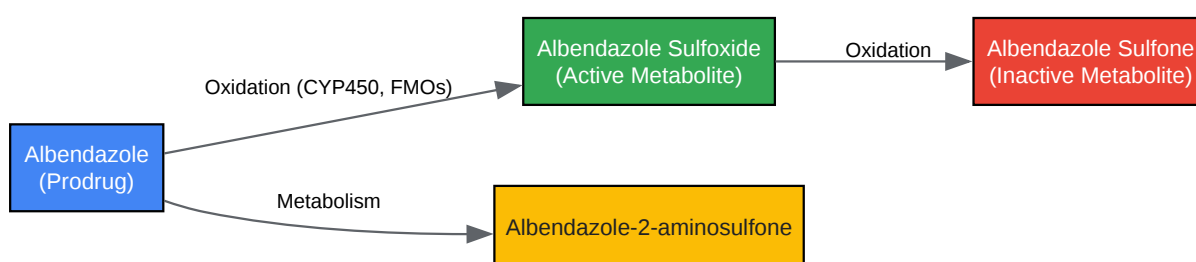 Albendazole
(Prodrug)
Oxidation (CYP450, FMOs)
Albendazole Sulfoxide
(Active Metabolite)
Oxidation
Albendazole Sulfone
(Inactive Metabolite)
Metabolism
Albendazole-2-aminosulfone